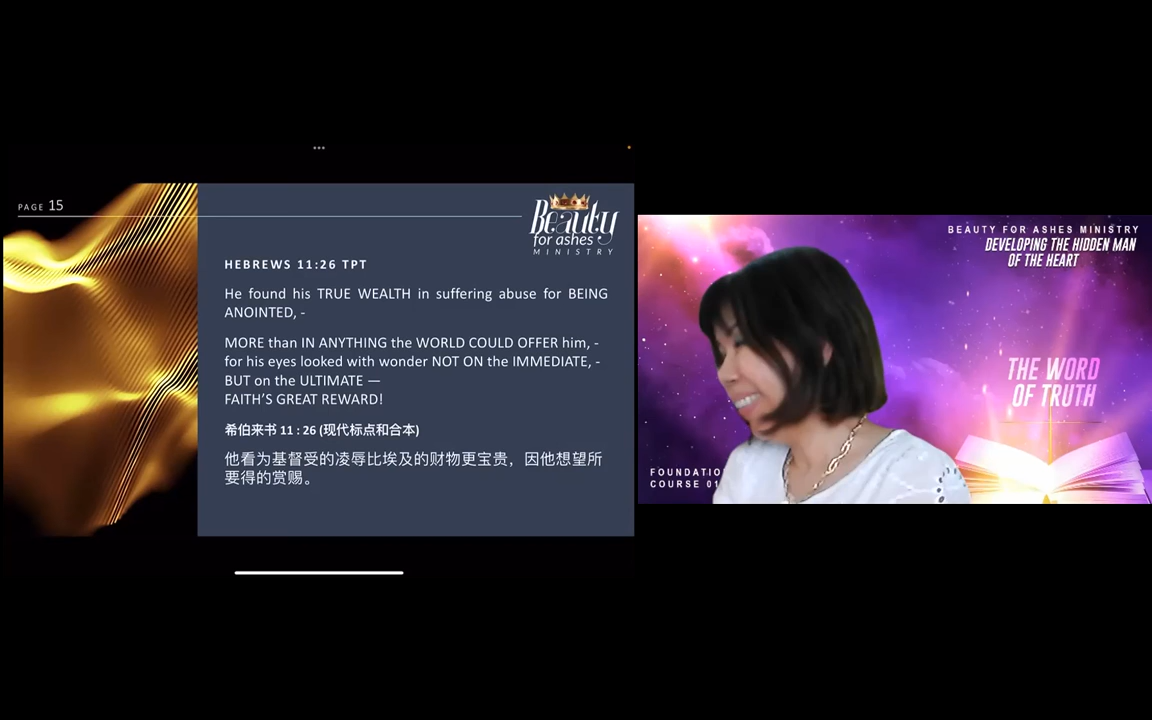 PAGE 15
Beauty
for ashes
MINISTRY
HEBREWS 11:26 TPT
He found his TRUE WEALTH in suffering abuse for BEING
ANOINTED, -
MORE than IN ANYTHING the WORLD COULD OFFER him, -
for his eyes looked with wonder NOT ON the IMMEDIATE, -
BUT on the ULTIMATE —
FAITH'S GREAT REWARD!
希伯来书 11 : 26 (现代标点和合本)
他看为基督受的凌辱比埃及的财物更宝贵，因他想望所
要得的赏赐。
BEAUTY FOR ASHES MINISTRY
DEVELOPING THE HIDDEN MAN
OF THE HEART
THE WORD
OF TRUTH
FOUNDATIO
COURSE 01